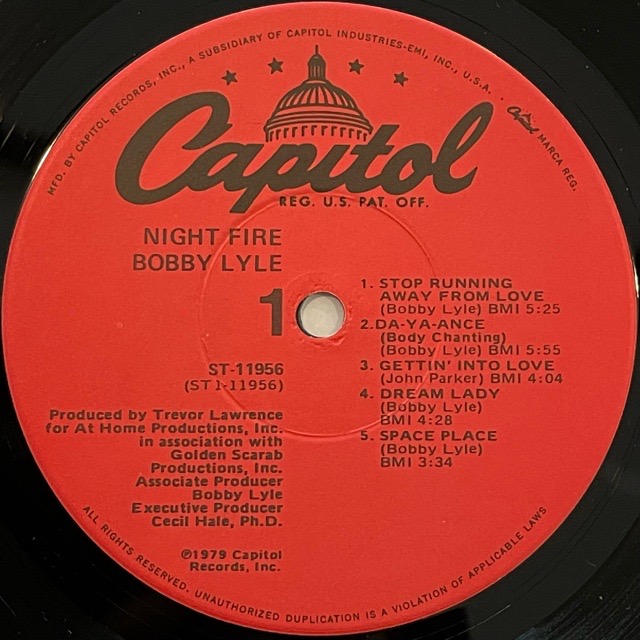 MFD. BY CAPITOL RECORDS, INC., A SUBSIDIARY OF CAPITOL INDUSTRIES-EMI, INC., U.S.A. . Capitol MARCA REG.
Capitol
REG. U.S. PAT. OFF.
NIGHT FIRE
BOBBY LYLE
1
ST-11956
(ST1-11956)
Produced by Trevor Lawrence
for At Home Productions, Inc.
in association with
Golden Scarab
Productions, Inc.
Associate Producer
Bobby Lyle
Executive Producer
Cecil Hale, Ph.D.
℗1979 Capitol
Records, Inc.
1. STOP RUNNING
AWAY FROM LOVE
(Bobby Lyle) BMI 5:25
2. DA-YA-ANCE
(Body Chanting)
(Bobby Lyle) BMI 5:55
3. GETTIN' INTO LOVE
(John Parker) BMI 4:04
4. DREAM LADY
(Bobby Lyle)
BMI 4:28
5. SPACE PLACE
(Bobby Lyle)
BMI 3:34
ALL RIGHTS RESERVED. UNAUTHORIZED DUPLICATION IS A VIOLATION OF APPLICABLE LAWS